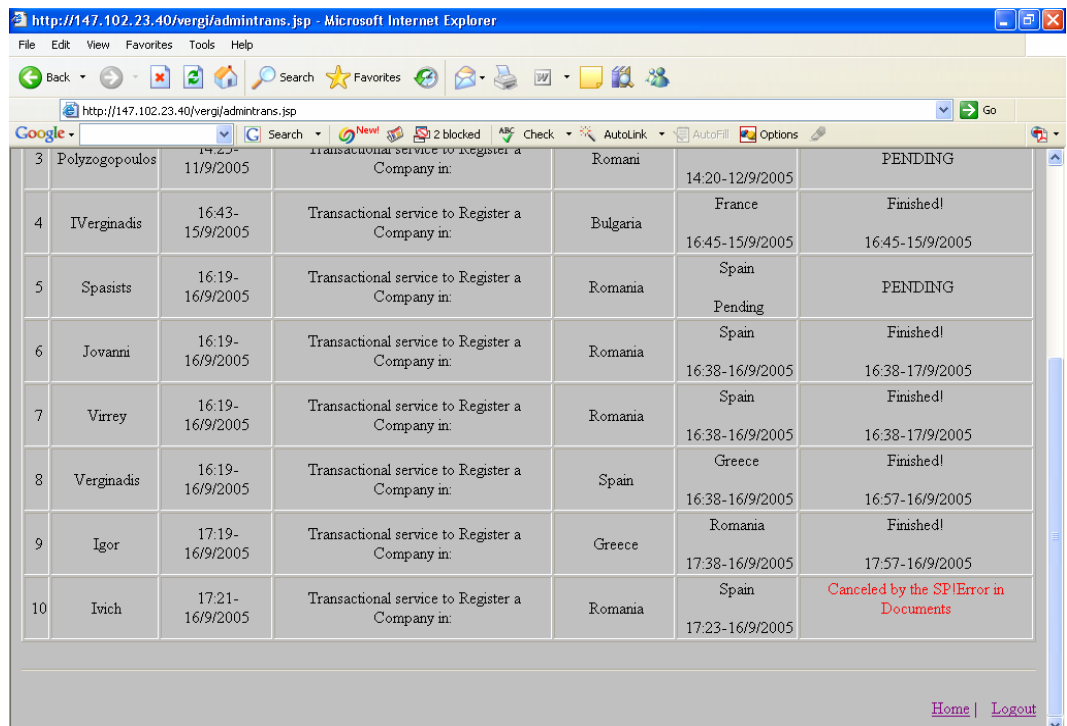 http://147.102.23.40/vergi/admintrans.jsp - Microsoft Internet Explorer
File Edit View Favorites Tools Help
Back Search Favorites
http://147.102.23.40/vergi/admintrans.jsp Go
Google Search New! 2 blocked ABC Check AutoLink AutoFill Options
3 Polyzogopoulos 14:25-
11/9/2005
Transactional service to Register a
Company in:
Romani
14:20-12/9/2005
PENDING
4 IVerginadis 16:43-
15/9/2005
Transactional service to Register a
Company in:
Bulgaria
France
16:45-15/9/2005
Finished!
16:45-15/9/2005
5 Spasists 16:19-
16/9/2005
Transactional service to Register a
Company in:
Romania
Spain
Pending
PENDING
6 Jovanni 16:19-
16/9/2005
Transactional service to Register a
Company in:
Romania
Spain
16:38-16/9/2005
Finished!
16:38-17/9/2005
7 Virrey 16:19-
16/9/2005
Transactional service to Register a
Company in:
Romania
Spain
16:38-16/9/2005
Finished!
16:38-17/9/2005
8 Verginadis 16:19-
16/9/2005
Transactional service to Register a
Company in:
Spain
Greece
16:38-16/9/2005
Finished!
16:57-16/9/2005
9 Igor 17:19-
16/9/2005
Transactional service to Register a
Company in:
Greece
Romania
17:38-16/9/2005
Finished!
17:57-16/9/2005
10 Ivich 17:21-
16/9/2005
Transactional service to Register a
Company in:
Romania
Spain
17:23-16/9/2005
Canceled by the SP!Error in
Documents
Home | Logout